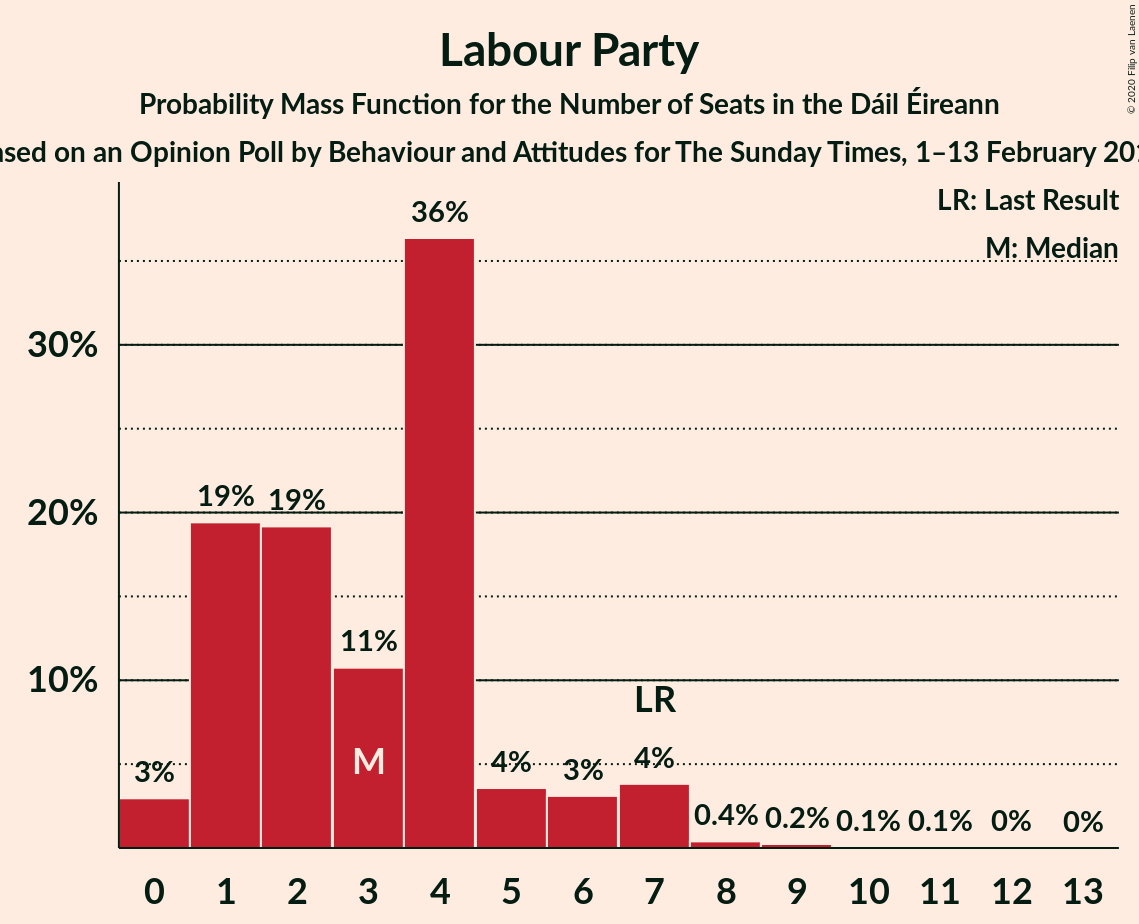 Labour Party
Probability Mass Function for the Number of Seats in the Dáil Éireann
on an Opinion Poll by Behaviour and Attitudes for The Sunday Times, 1–13 February
© 2020 Filip van Laenen
LR: Last Result
M: Median
36%
30%
19% 19%
20%
11%
10%
LR
M
3% 4% 3% 4% 0.4% 0.2% 0.1% 0.1% 0% 0%
0 1 2 3 4 5 6 7 8 9 10 11 12 13